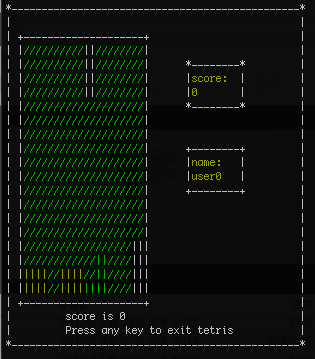 score:
0
name:
user0
score is 0
Press any key to exit tetris